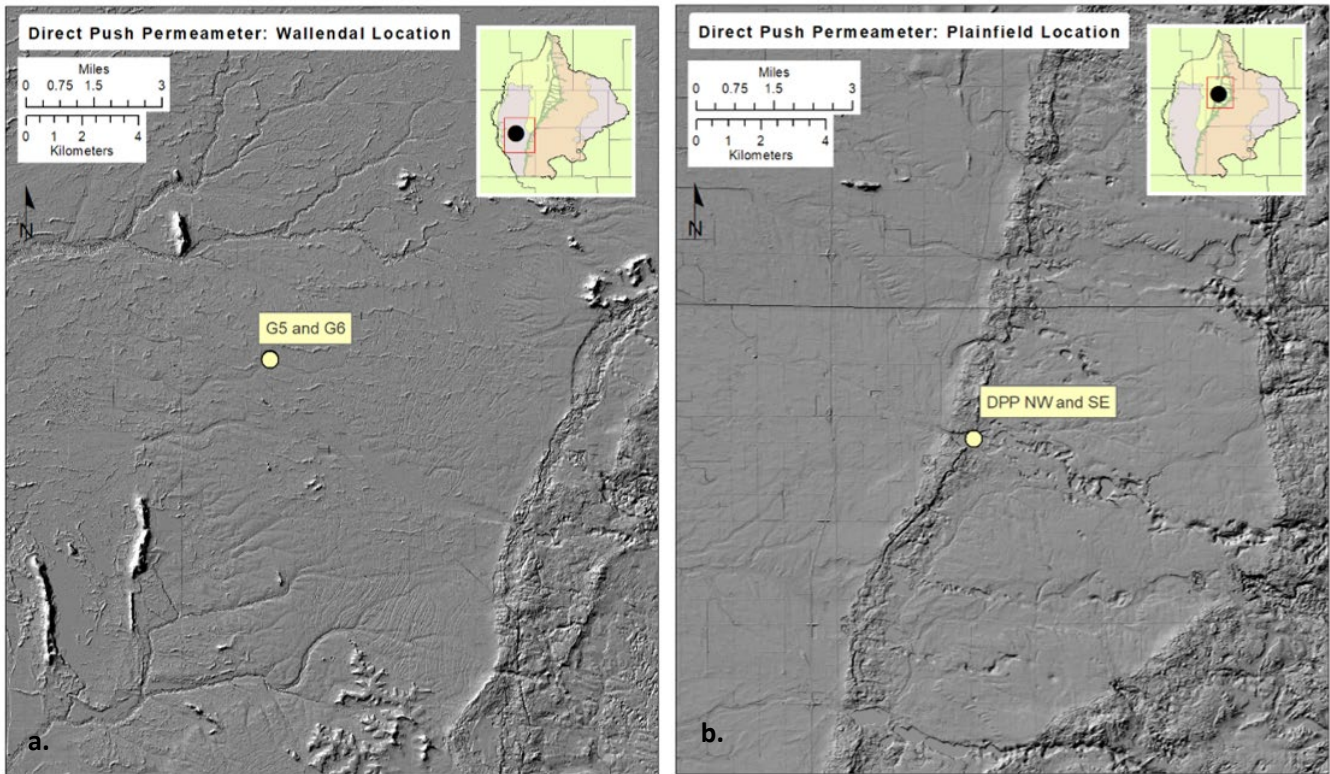 Direct Push Permeameter: Wallendal Location
Miles
0 0.75 1.5 3
0 1 2 4
Kilometers
N
G5 and G6
a.
Direct Push Permeameter: Plainfield Location
Miles
0 0.75 1.5 3
0 1 2 4
Kilometers
N
DPP NW and SE
b.